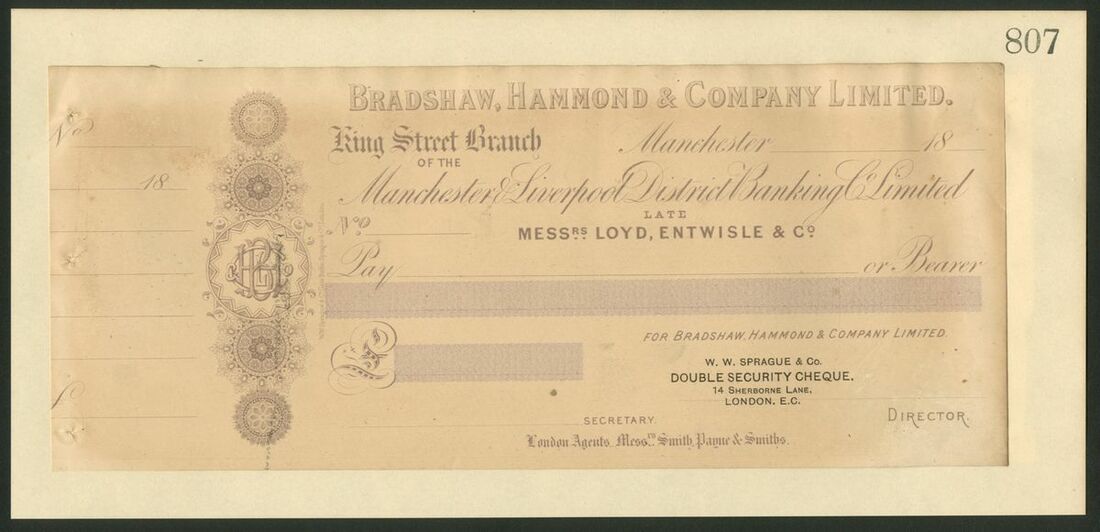 807
BRADSHAW, HAMMOND & COMPANY LIMITED.
No
King Street Branch
Manchester 18
OF THE
18
Manchester & Liverpool District Banking Co Limited
LATE
No
MESSRS LOYD, ENTWISLE & Co
Pay or Bearer
£
FOR BRADSHAW, HAMMOND & COMPANY LIMITED.
W. W. SPRAGUE & Co.
DOUBLE SECURITY CHEQUE.
14 SHERBORNE LANE,
LONDON. E.C.
£
DIRECTOR.
SECRETARY.
London Agents Messrs Smith, Payne & Smiths.